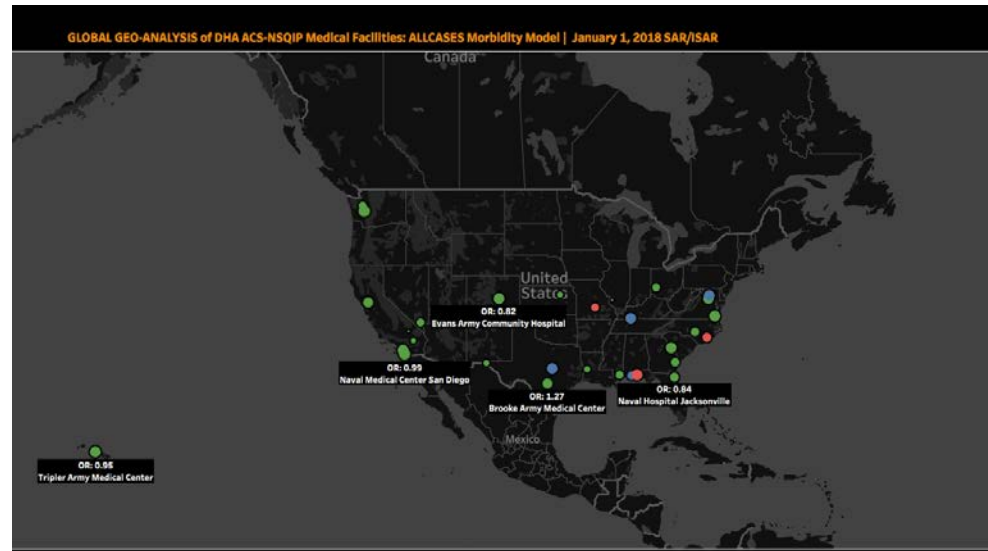 GLOBAL GEO-ANALYSIS of DHA ACS-NSQIP Medical Facilities: ALLCASES Morbidity Model | January 1, 2018 SAR/ISAR
Canada
United
States
OR: 0.82
Evans Army Community Hospital
OR: 0.99
Naval Medical Center San Diego
OR: 1.27
Brooke Army Medical Center
OR: 0.84
Naval Hospital Jacksonville
Mexico
OR: 0.95
Tripler Army Medical Center